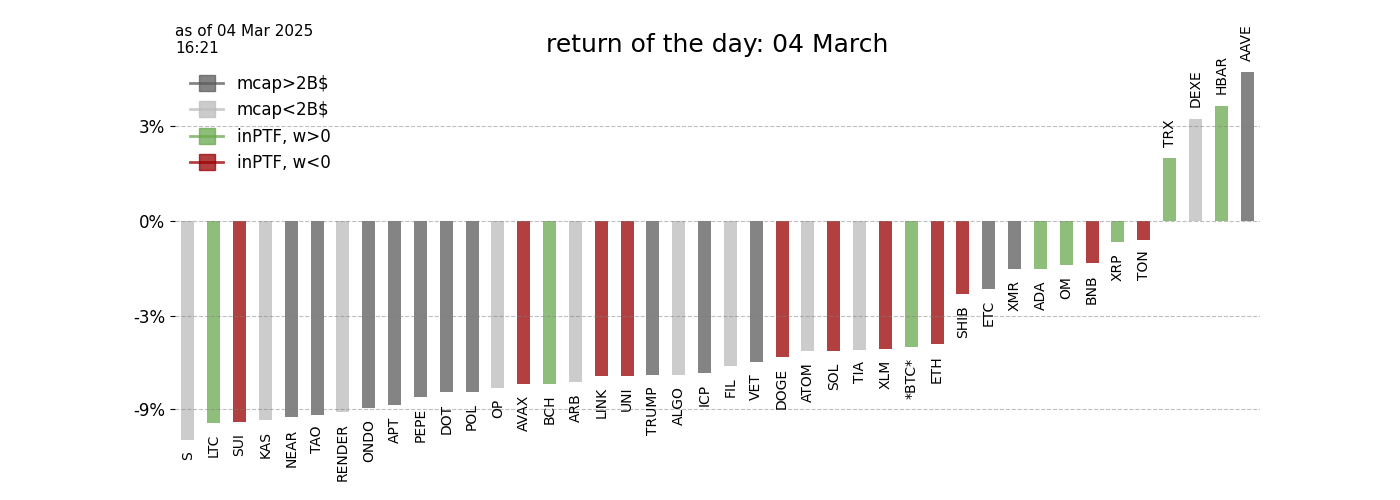 as of 04 Mar 2025
16:21
return of the day: 04 March
mcap>2B$
mcap<2B$
inPTF, w>0
inPTF, w<0
3%
0%
-3%
-9%
S
LTC
SUI
KAS
NEAR
TAO
RENDER
ONDO
APT
PEPE
DOT
POL
OP
AVAX
BCH
ARB
LINK
UNI
TRUMP
ALGO
ICP
FIL
VET
DOGE
ATOM
SOL
TIA
XLM
*BTC*
ETH
SHIB
ETC
XMR
ADA
OM
BNB
XRP
TON
TRX
DEXE
HBAR
AAVE